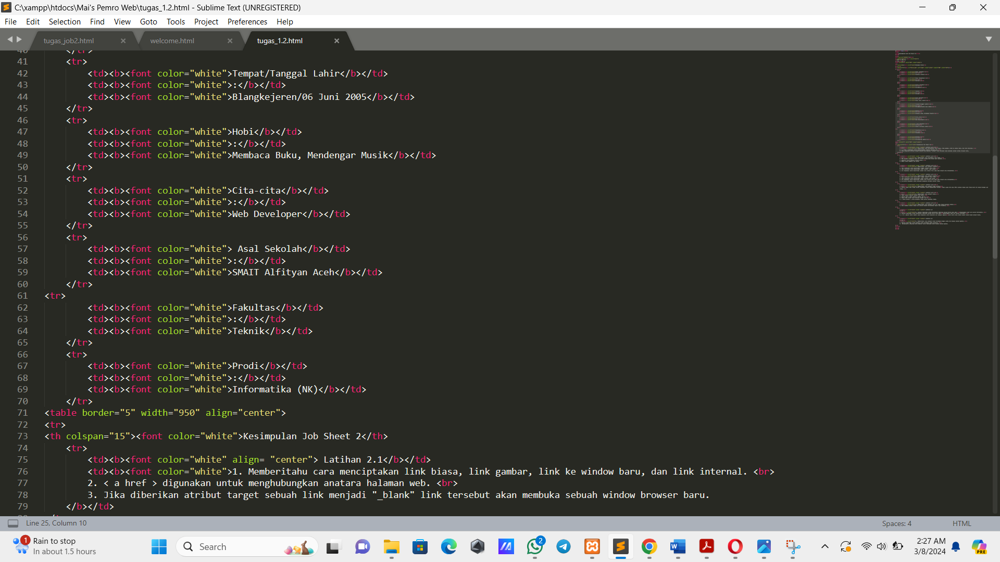 C:\xampp\htdocs\Mai's Pemro Web\tugas_1.2.html - Sublime Text (UNREGISTERED)
File Edit Selection Find View Goto Tools Project Preferences Help
tugas_job2.html welcome.html tugas_1.2.html
40 </tr>
41 <tr>
42 <td><b><font color="white">Tempat/Tanggal Lahir</b></td>
43 <td><b><font color="white">:</b></td>
44 <td><b><font color="white">Blangkejeren/06 Juni 2005</b></td>
45 </tr>
46 <tr>
47 <td><b><font color="white">Hobi</b></td>
48 <td><b><font color="white">:</b></td>
49 <td><b><font color="white">Membaca Buku, Mendengar Musik</b></td>
50 </tr>
51 <tr>
52 <td><b><font color="white">Cita-cita</b></td>
53 <td><b><font color="white">:</b></td>
54 <td><b><font color="white">Web Developer</b></td>
55 </tr>
56 <tr>
57 <td><b><font color="white"> Asal Sekolah</b></td>
58 <td><b><font color="white">:</b></td>
59 <td><b><font color="white">SMAIT Alfityan Aceh</b></td>
60 </tr>
61 <tr>
62 <td><b><font color="white">Fakultas</b></td>
63 <td><b><font color="white">:</b></td>
64 <td><b><font color="white">Teknik</b></td>
65 </tr>
66 <tr>
67 <td><b><font color="white">Prodi</b></td>
68 <td><b><font color="white">:</b></td>
69 <td><b><font color="white">Informatika (NK)</b></td>
70 </tr>
71 <table border="5" width="950" align="center">
72 <tr>
73 <th colspan="15"><font color="white">Kesimpulan Job Sheet 2</th>
74 <tr>
75 <td><b><font color="white" align= "center"> Latihan 2.1</b></td>
76 <td><b><font color="white">1. Memberitahu cara menciptakan link biasa, link gambar, link ke window baru, dan link internal. <br>
77 2. < a href > digunakan untuk menghubungkan anatara halaman web. <br>
78 3. Jika diberikan atribut target sebuah link menjadi "_blank" link tersebut akan membuka sebuah window browser baru.
79 </b></td>
Line 25, Column 10 Spaces: 4 HTML
1 Rain to stop
In about 1.5 hours
Search
2
2:27 AM
3/8/2024
PRE